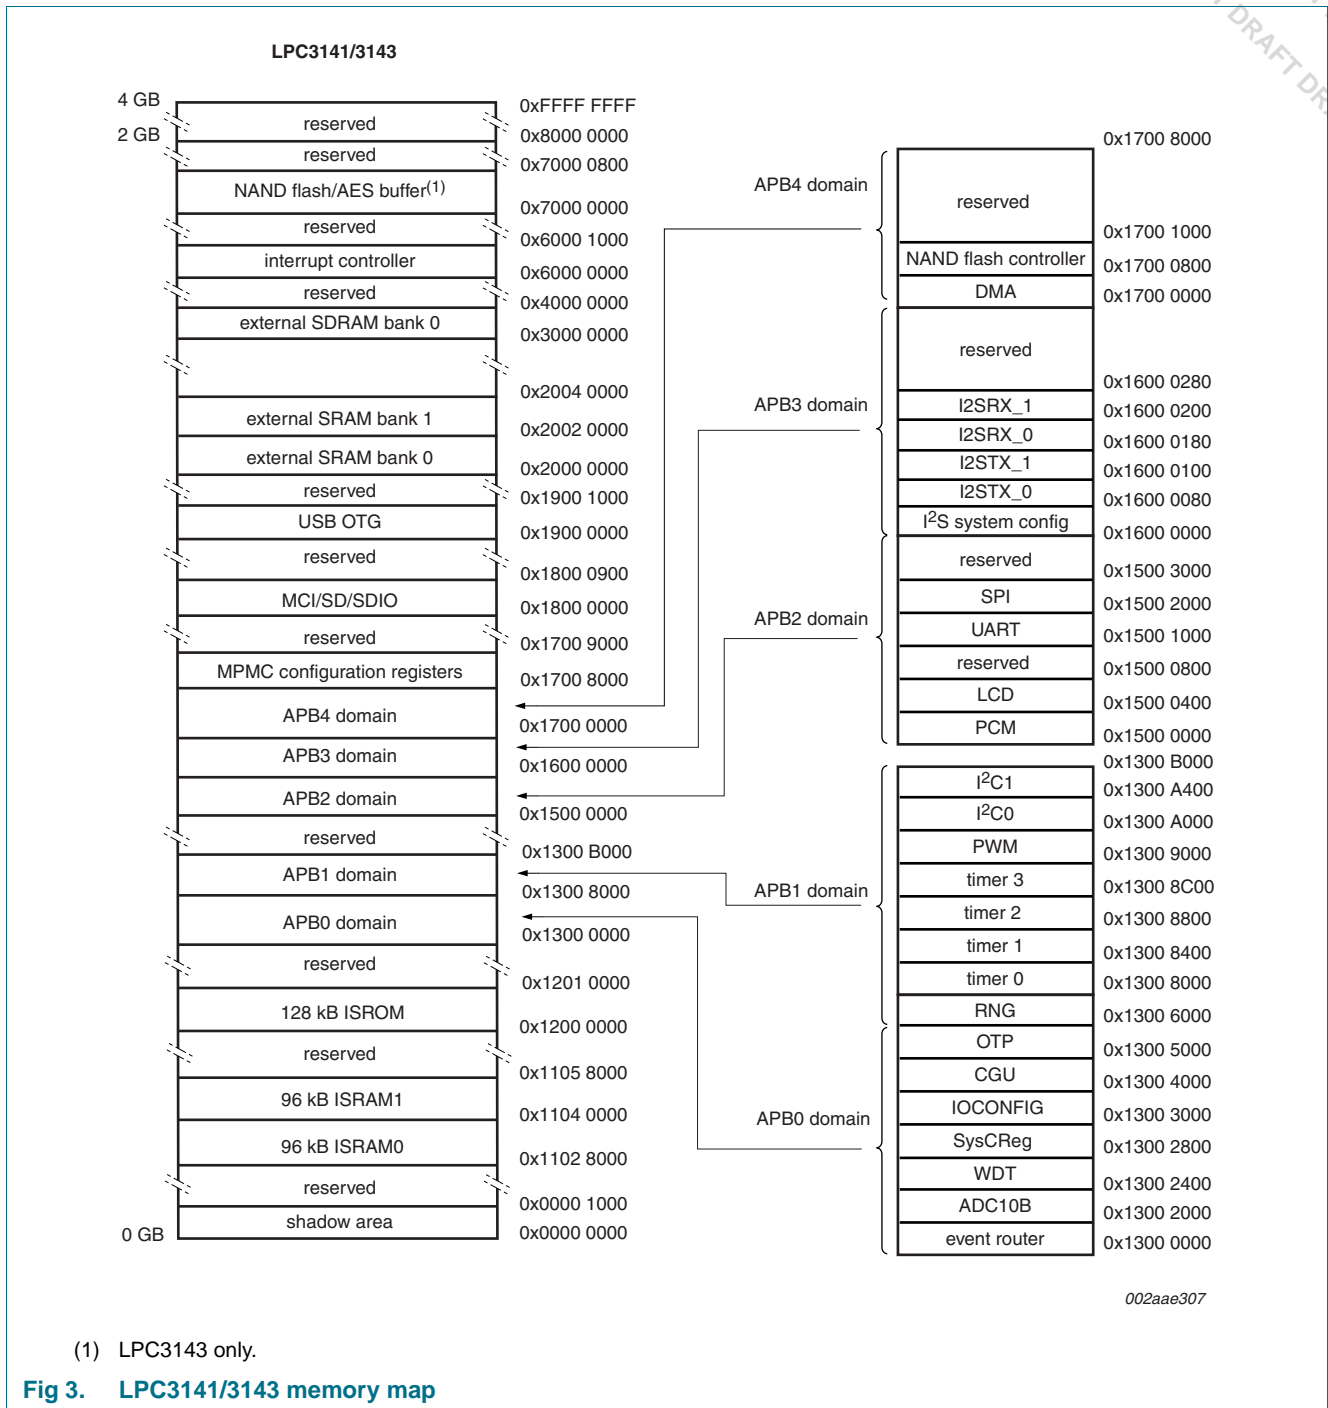 DRAFT DRAFT
LPC3141/3143
4 GB
0xFFFF FFFF
reserved
2 GB
0x8000 0000
reserved
0x7000 0800
NAND flash/AES buffer(1)
0x7000 0000
reserved
0x6000 1000
interrupt controller
0x6000 0000
reserved
0x4000 0000
external SDRAM bank 0
0x3000 0000
0x2004 0000
external SRAM bank 1
0x2002 0000
external SRAM bank 0
0x2000 0000
reserved
0x1900 1000
USB OTG
0x1900 0000
reserved
0x1800 0900
MCI/SD/SDIO
0x1800 0000
reserved
0x1700 9000
MPMC configuration registers
0x1700 8000
APB4 domain
0x1700 0000
APB3 domain
0x1600 0000
APB2 domain
0x1500 0000
reserved
0x1300 B000
APB1 domain
0x1300 8000
APB0 domain
0x1300 0000
reserved
0x1201 0000
128 kB ISROM
0x1200 0000
reserved
0x1105 8000
96 kB ISRAM1
0x1104 0000
96 kB ISRAM0
0x1102 8000
reserved
0x0000 1000
shadow area
0 GB
0x0000 0000
0x1700 8000
APB4 domain
reserved
0x1700 1000
NAND flash controller
0x1700 0800
DMA
0x1700 0000
APB3 domain
reserved
0x1600 0280
I2SRX_1
0x1600 0200
I2SRX_0
0x1600 0180
I2STX_1
0x1600 0100
I2STX_0
0x1600 0080
I2S system config
0x1600 0000
APB2 domain
reserved
0x1500 3000
SPI
0x1500 2000
UART
0x1500 1000
reserved
0x1500 0800
LCD
0x1500 0400
PCM
0x1500 0000
0x1300 B000
APB1 domain
I2C1
0x1300 A400
I2C0
0x1300 A000
PWM
0x1300 9000
timer 3
0x1300 8C00
timer 2
0x1300 8800
timer 1
0x1300 8400
timer 0
0x1300 8000
RNG
0x1300 6000
APB0 domain
OTP
0x1300 5000
CGU
0x1300 4000
IOCONFIG
0x1300 3000
SysCReg
0x1300 2800
WDT
0x1300 2400
ADC10B
0x1300 2000
event router
0x1300 0000
002aae307
(1) LPC3143 only.
Fig 3. LPC3141/3143 memory map